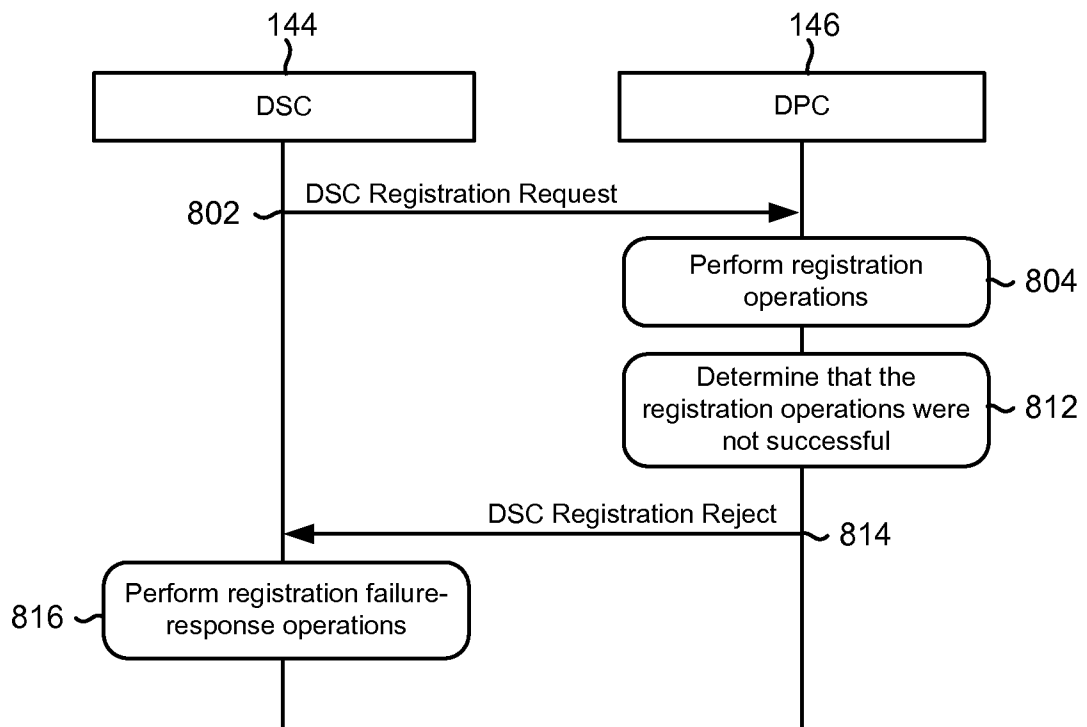 144
146
DSC
DPC
DSC Registration Request
802
Perform registration
operations
804
Determine that the
registration operations were
not successful
812
DSC Registration Reject
814
Perform registration failure-
response operations
816